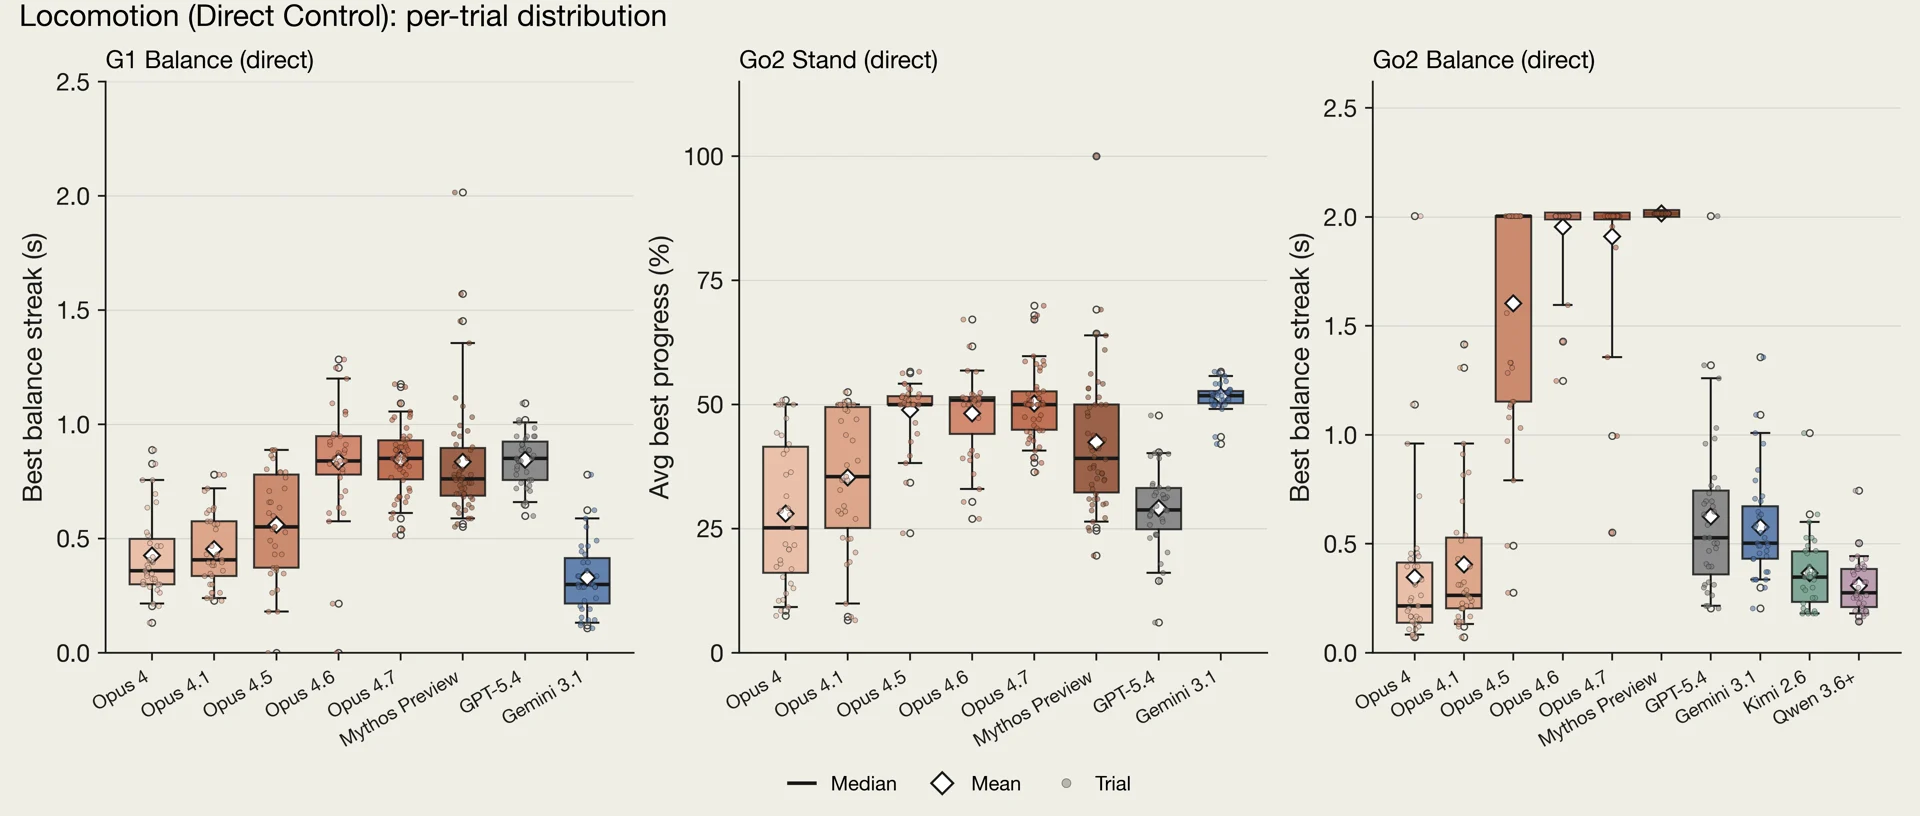 Locomotion (Direct Control): per-trial distribution
G1 Balance (direct)
Best balance streak (s)
2.5
2.0
1.5
1.0
0.5
0.0
Opus 4
Opus 4.1
Opus 4.5
Opus 4.6
Opus 4.7
Mythos Preview
GPT-5.4
Gemini 3.1
Go2 Stand (direct)
Avg best progress (%)
100
75
50
25
0
Opus 4
Opus 4.1
Opus 4.5
Opus 4.6
Opus 4.7
Mythos Preview
GPT-5.4
Gemini 3.1
Go2 Balance (direct)
Best balance streak (s)
2.5
2.0
1.5
1.0
0.5
0.0
Opus 4
Opus 4.1
Opus 4.5
Opus 4.6
Opus 4.7
Mythos Preview
GPT-5.4
Gemini 3.1
Kimi 2.6
Qwen 3.6+
Median
Mean
Trial